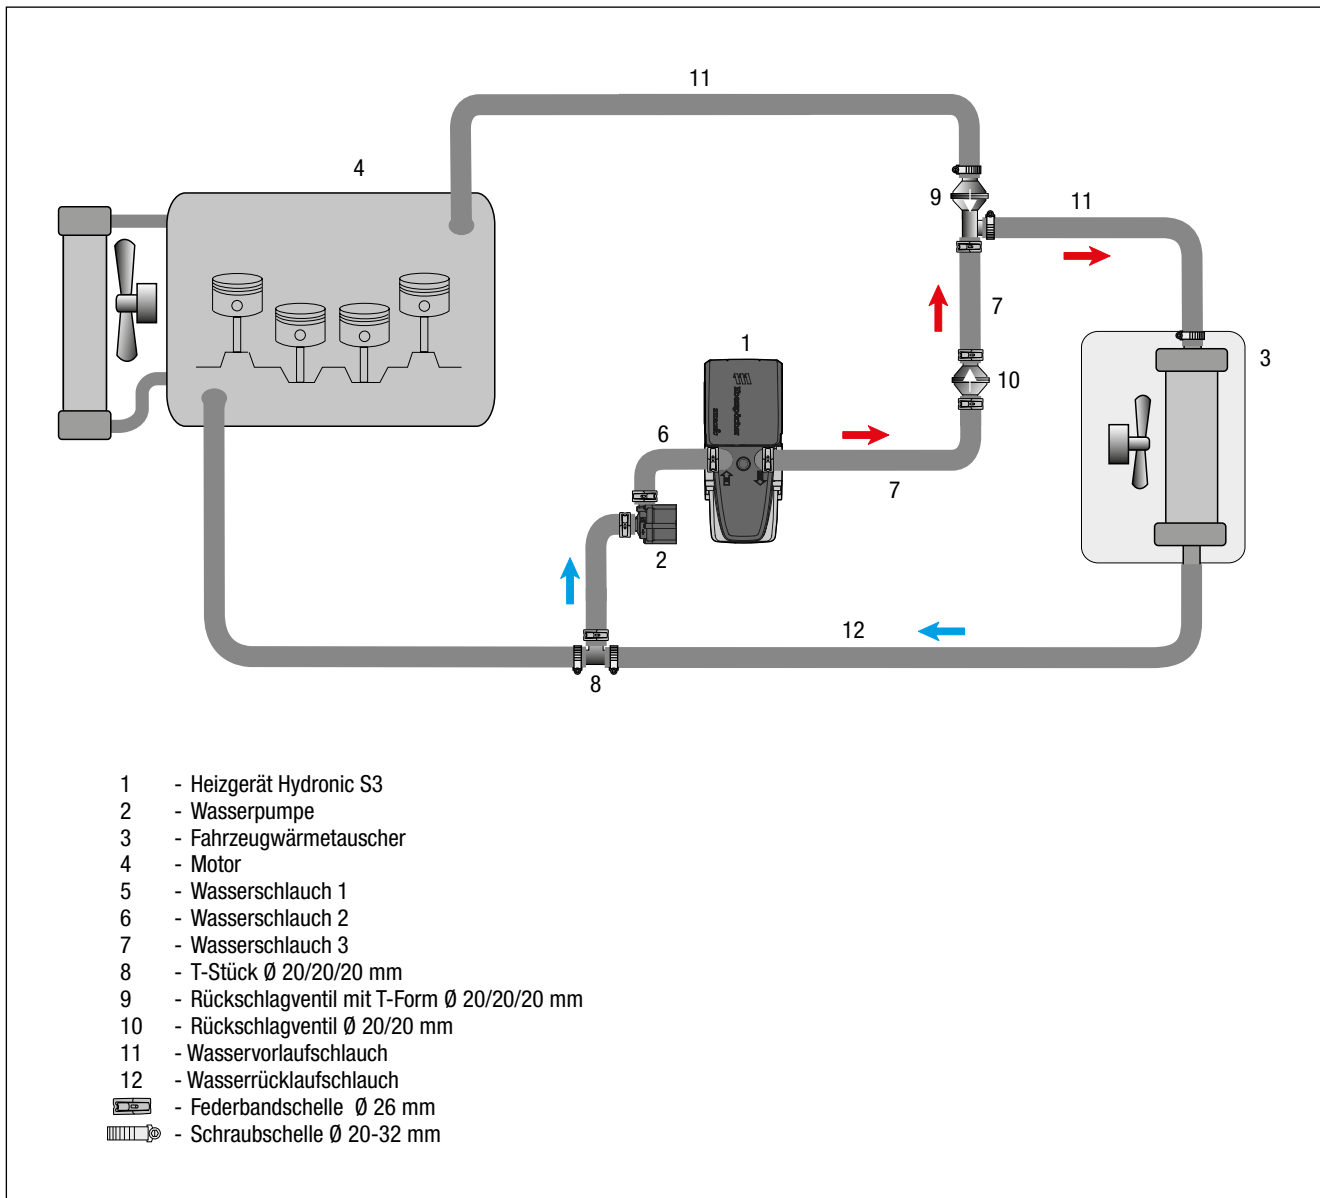 11
4
9
11
7
1
3
10
6
Eberspächer
7
2
12
8
1 - Heizgerät Hydronic S3
2 - Wasserpumpe
3 - Fahrzeugwärmetauscher
4 - Motor
5 - Wasserschlauch 1
6 - Wasserschlauch 2
7 - Wasserschlauch 3
8 - T-Stück Ø 20/20/20 mm
9 - Rückschlagventil mit T-Form Ø 20/20/20 mm
10 - Rückschlagventil Ø 20/20 mm
11 - Wasservorlaufschlauch
12 - Wasserrücklaufschlauch
- Federbandschelle Ø 26 mm
- Schraubschelle Ø 20-32 mm